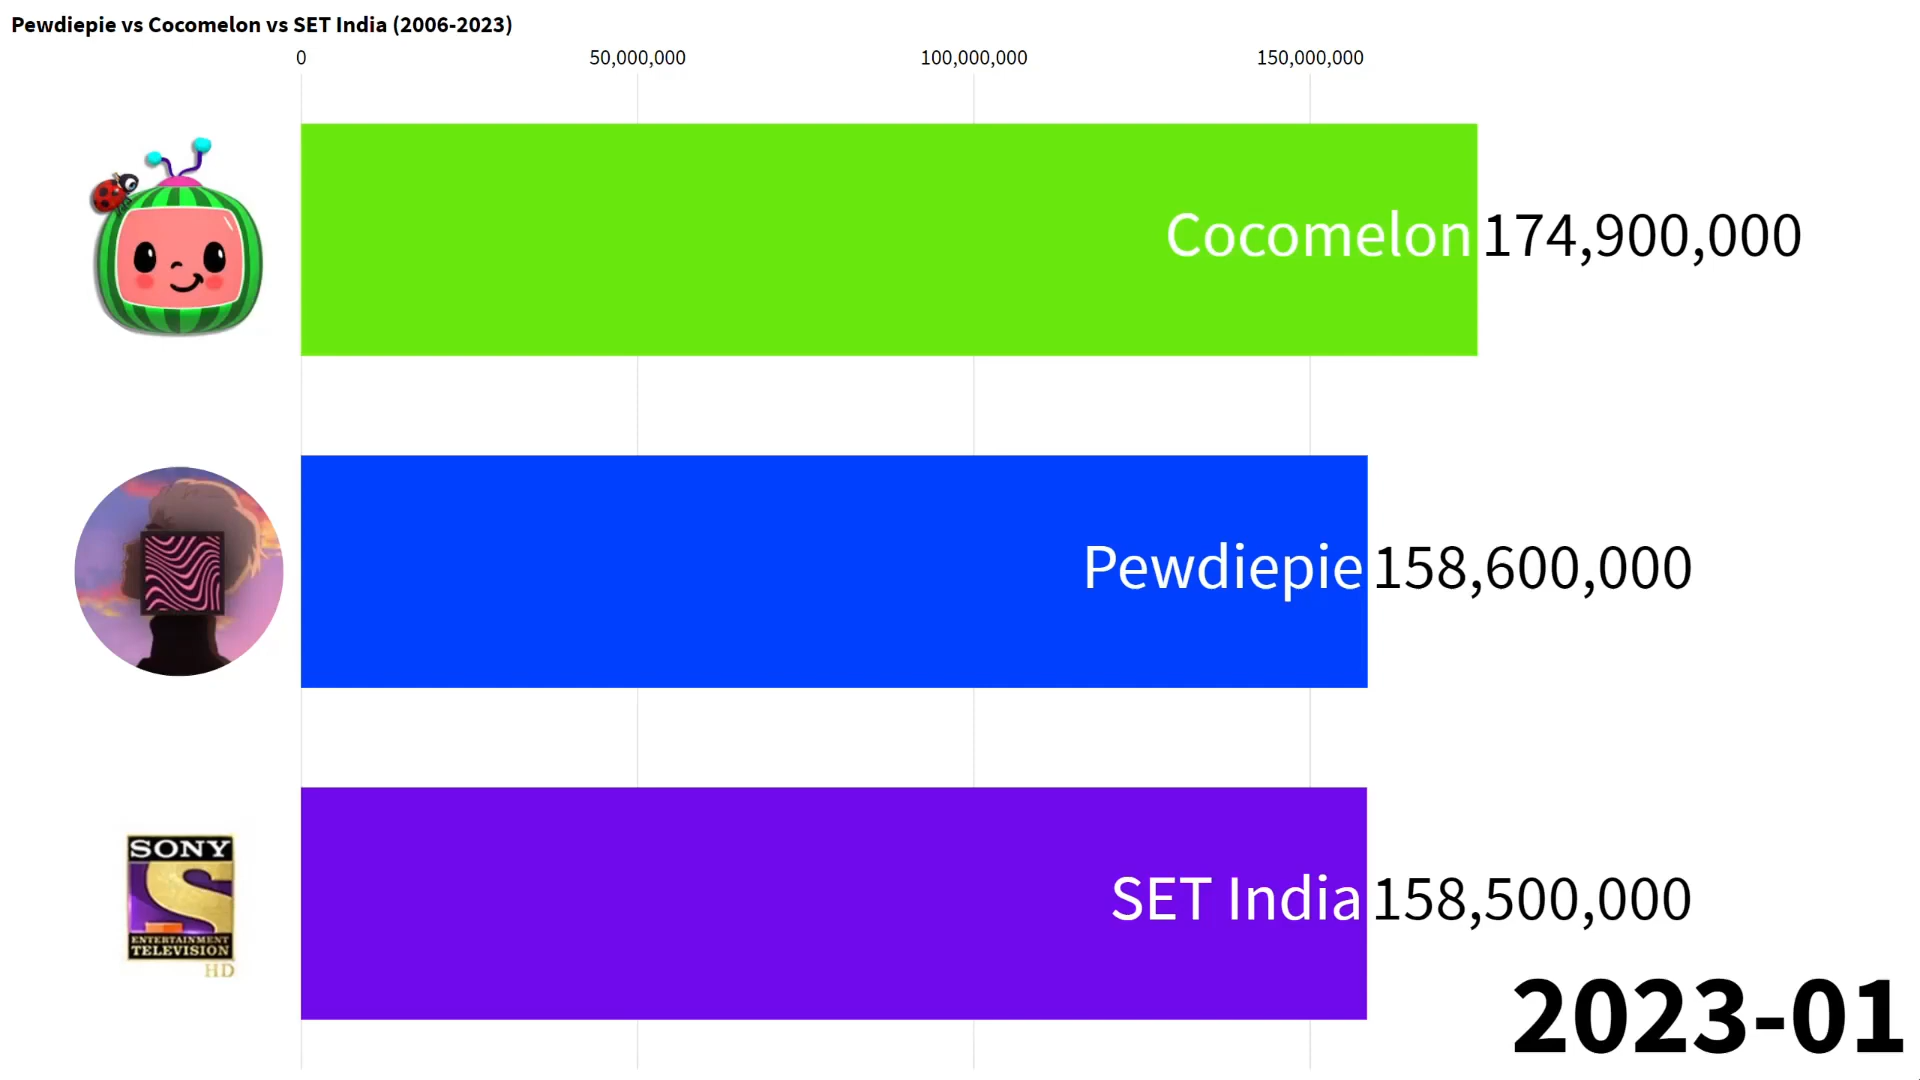 Pewdiepie vs Cocomelon vs SET India (2006-2023)
0 50,000,000 100,000,000 150,000,000
Cocomelon 174,900,000
Pewdiepie 158,600,000
SET India 158,500,000
SONY
ENTERTAINMENT
TELEVISION
HD
2023-01